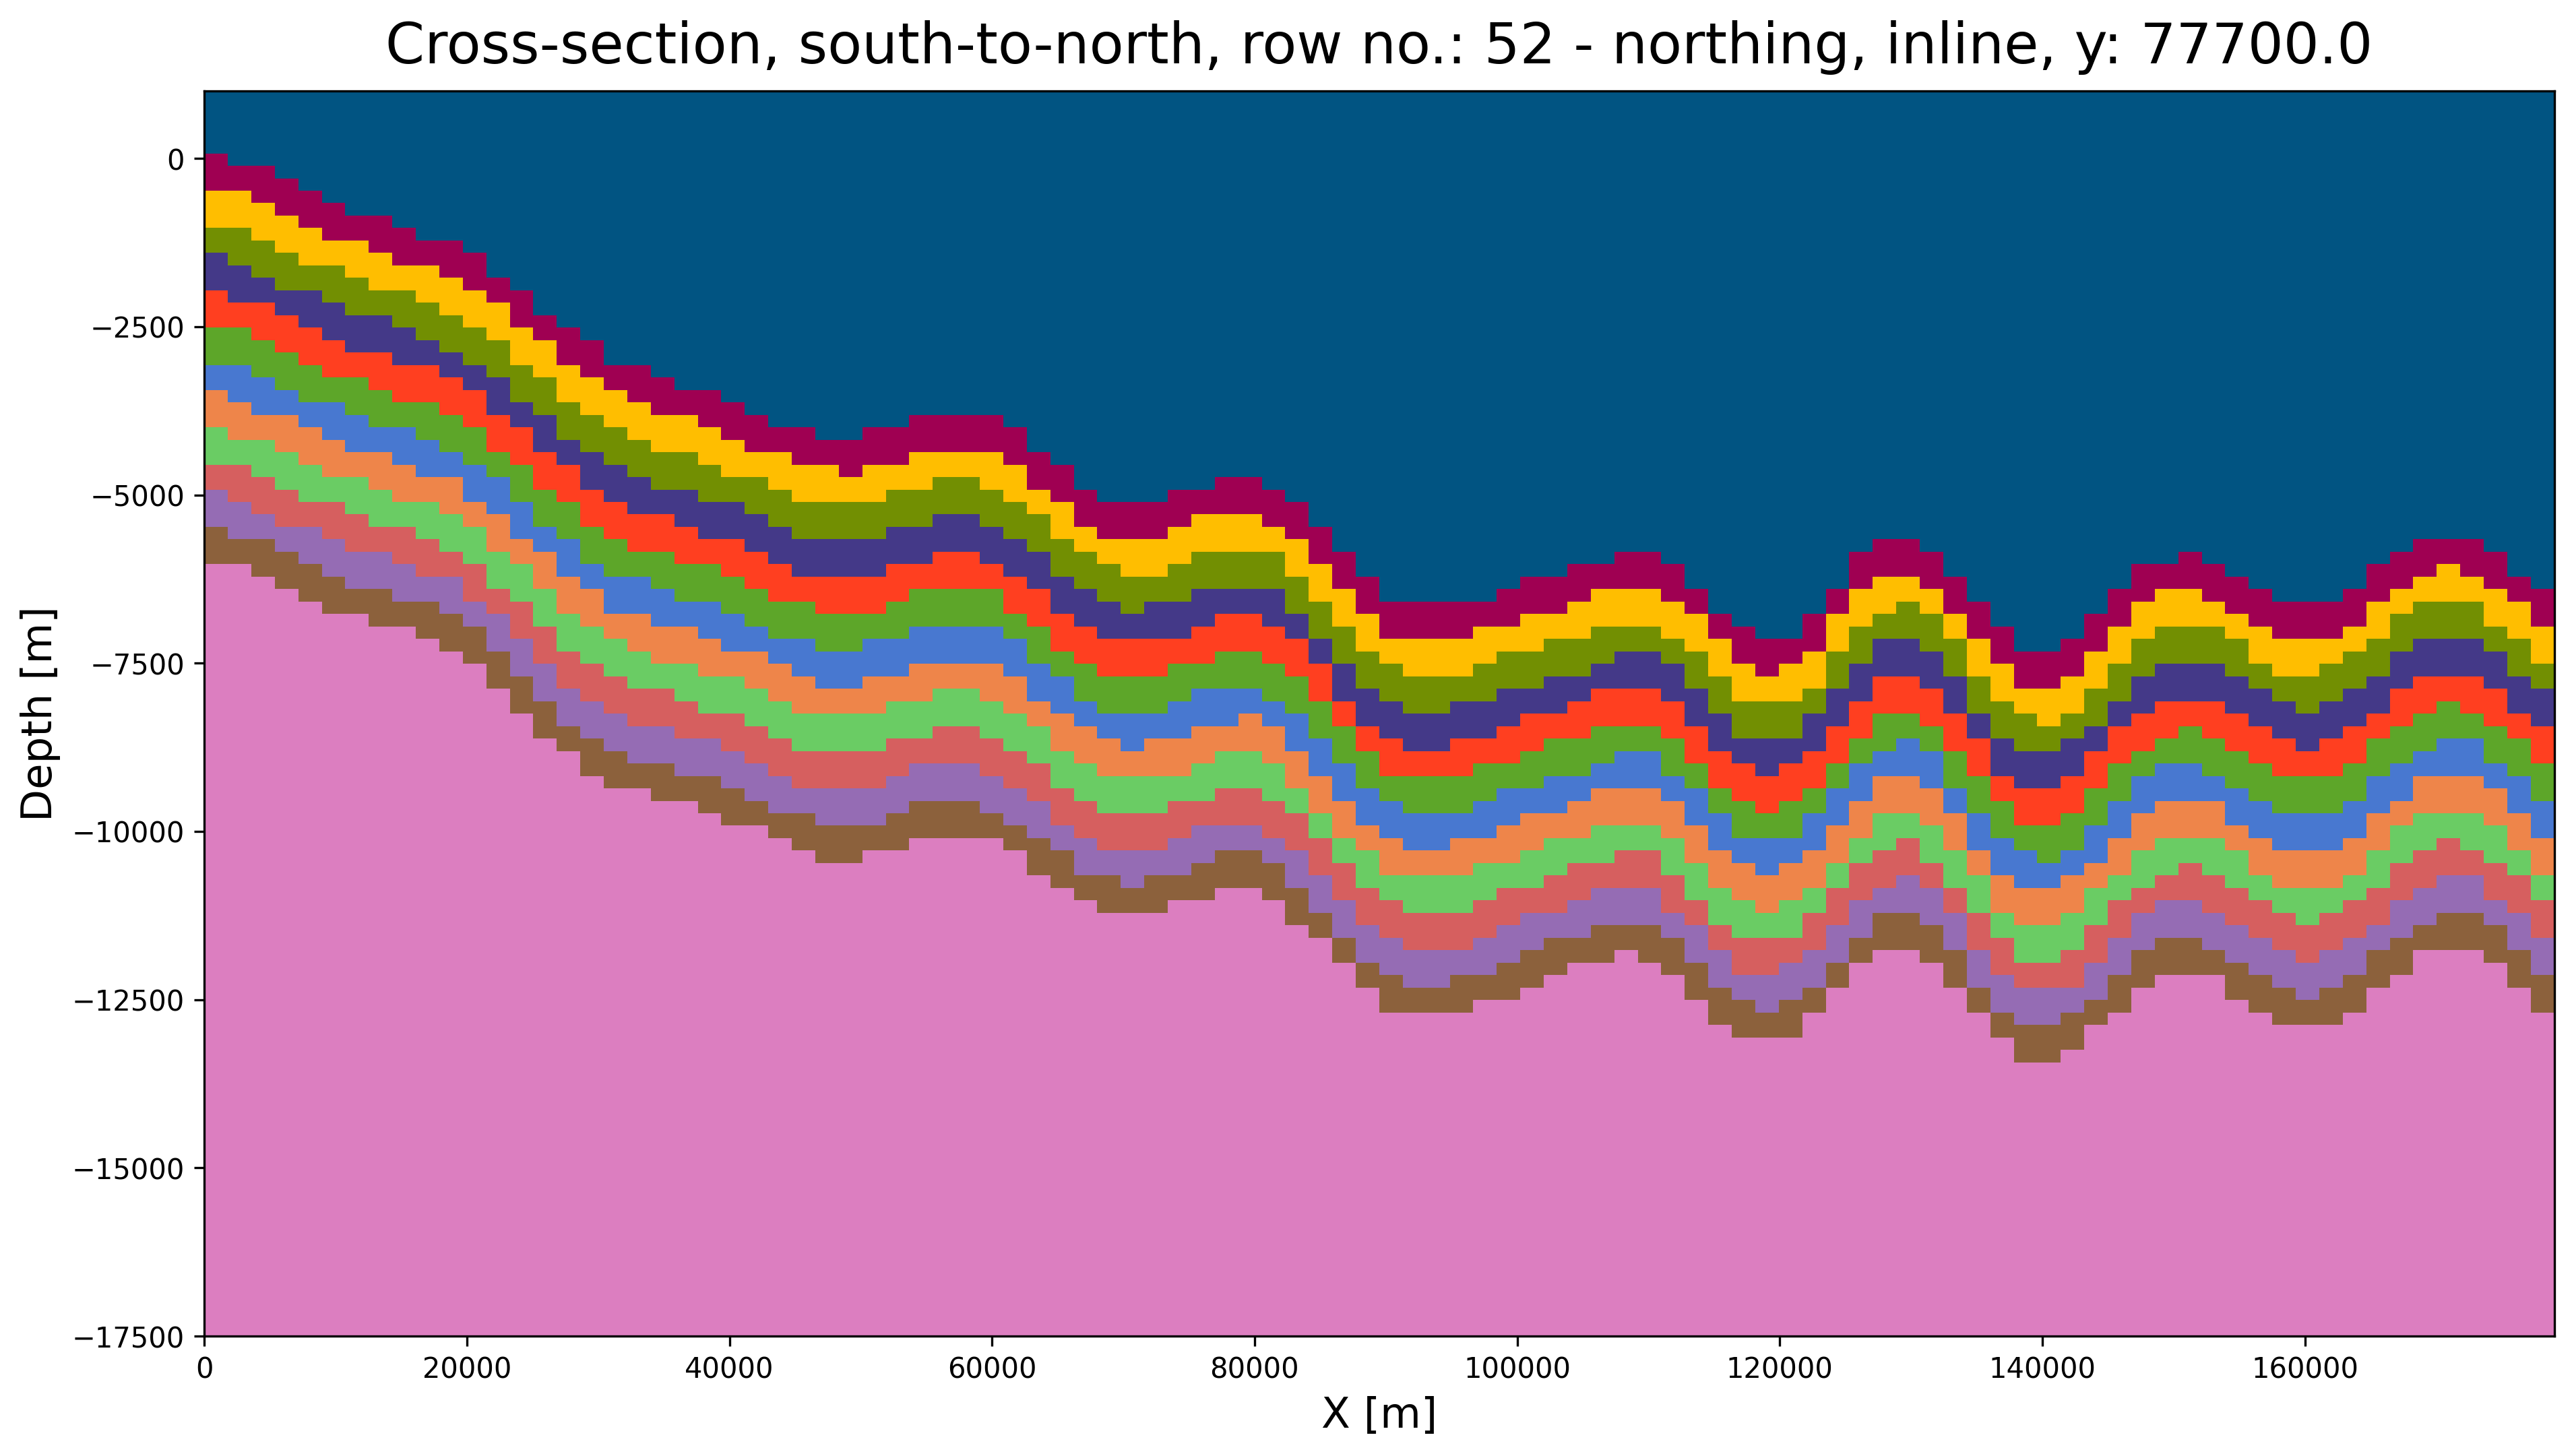 Cross-section, south-to-north, row no.: 52 - northing, inline, y: 77700.0
Depth [m]
0
−2500
−5000
−7500
−10000
−12500
−15000
−17500
0 20000 40000 60000 80000 100000 120000 140000 160000
X [m]